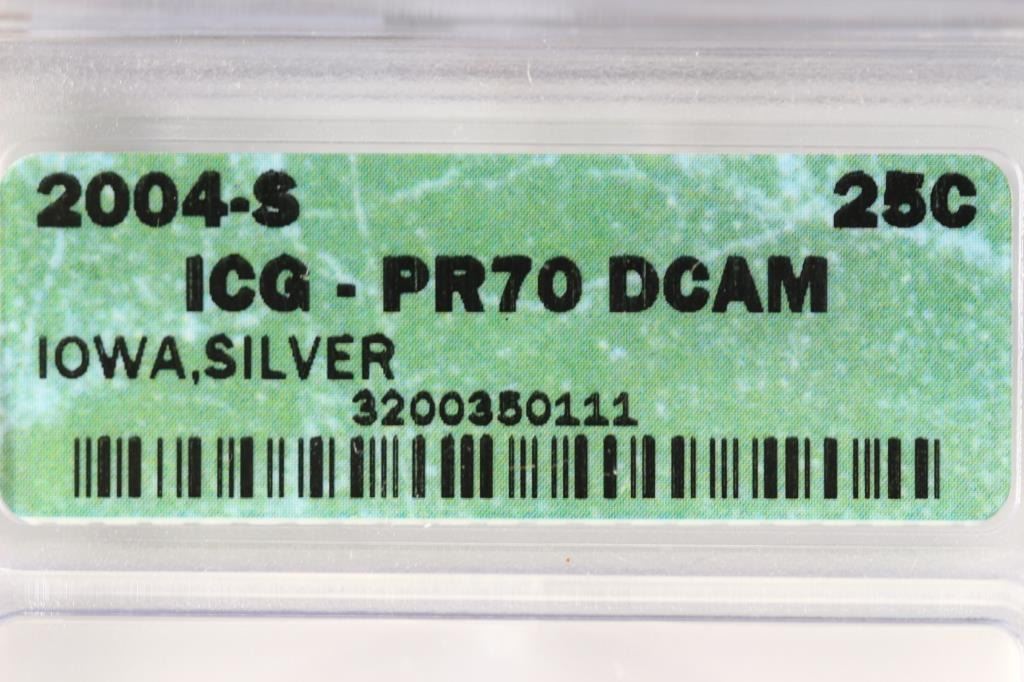 2004-S 25C
ICG - PR70 DCAM
IOWA,SILVER
3200350111